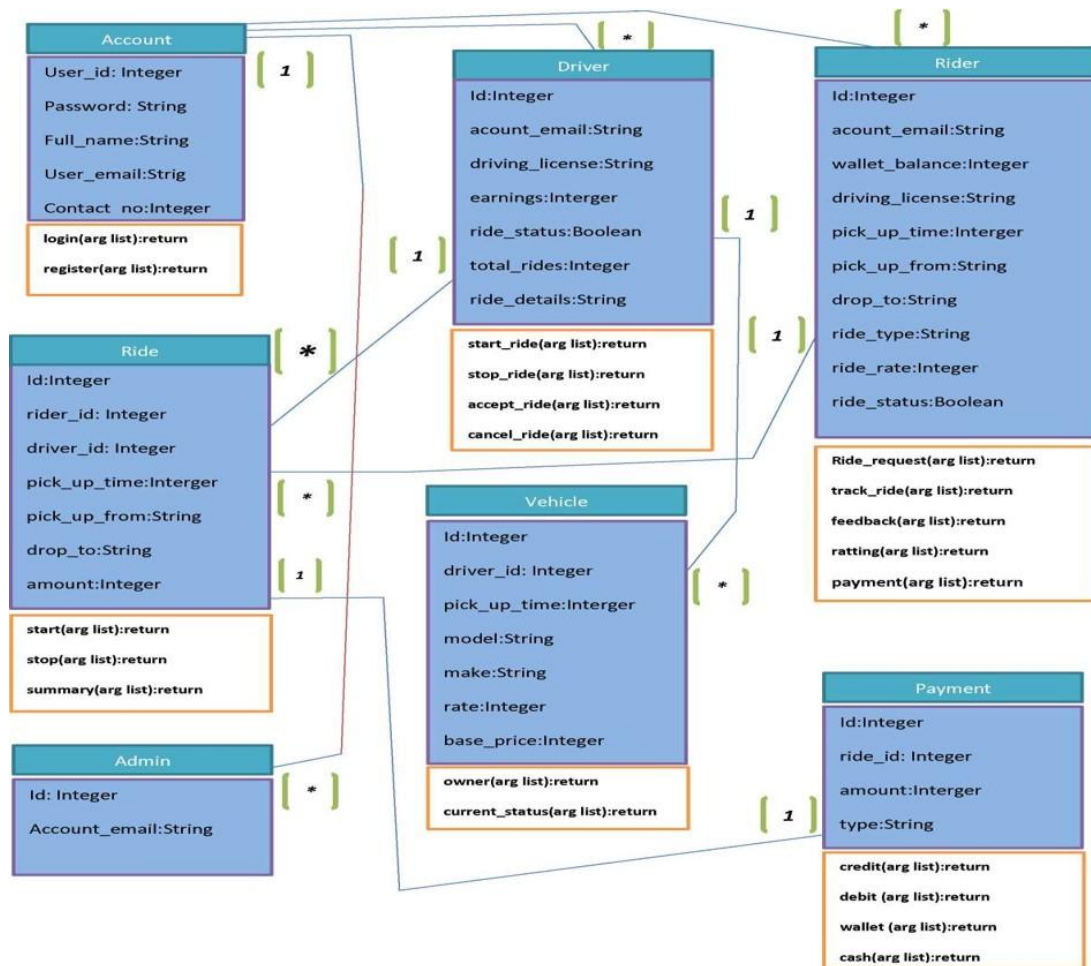 Account
User_id: Integer
Password: String
Full_name:String
User_email:Strig
Contact_no:Integer
login(arg list):return
register(arg list):return
1
*
Driver
Id:Integer
acount_email:String
driving_license:String
earnings:Interger
ride_status:Boolean
total_rides:Integer
ride_details:String
start_ride(arg list):return
stop_ride(arg list):return
accept_ride(arg list):return
cancel_ride(arg list):return
*
Rider
Id:Integer
acount_email:String
wallet_balance:Integer
driving_license:String
pick_up_time:Interger
pick_up_from:String
drop_to:String
ride_type:String
ride_rate:Integer
ride_status:Boolean
Ride_request(arg list):return
track_ride(arg list):return
feedback(arg list):return
ratting(arg list):return
payment(arg list):return
1
1
1
*
Ride
Id:Integer
rider_id: Integer
driver_id: Integer
pick_up_time:Interger
pick_up_from:String
drop_to:String
amount:Integer
start(arg list):return
stop(arg list):return
summary(arg list):return
*
1
Vehicle
Id:Integer
driver_id: Integer
pick_up_time:Interger
model:String
make:String
rate:Integer
base_price:Integer
owner(arg list):return
current_status(arg list):return
*
Admin
Id: Integer
Account_email:String
*
1
Payment
Id:Integer
ride_id: Integer
amount:Interger
type:String
credit(arg list):return
debit (arg list):return
wallet (arg list):return
cash(arg list):return